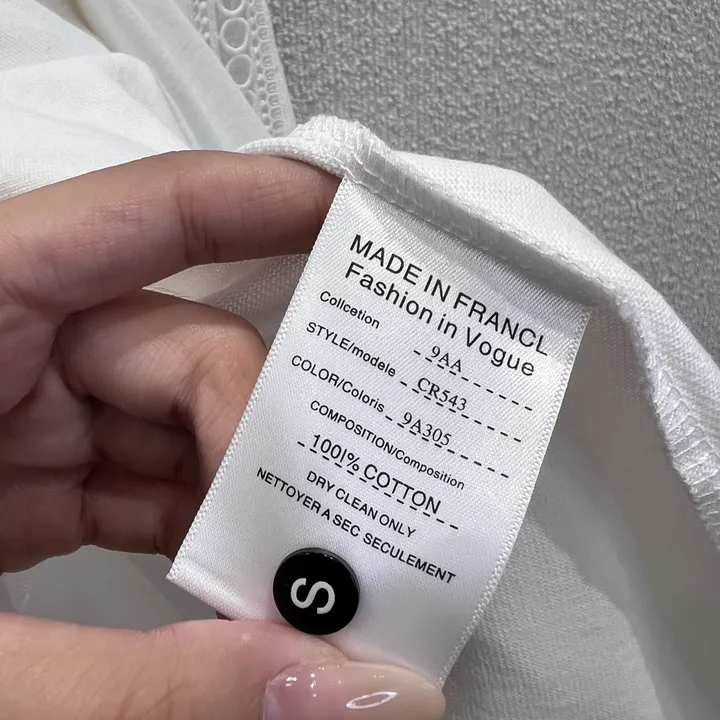 MADE IN FRANCL
Fashion in Vogue
Collcetion - 9AA
STYLE/modele - CR543
COLOR/Coloris - 9A305
COMPOSITION/Composition
- 100|% COTTON -
DRY CLEAN ONLY
NETTOYER A SEC SECULEMENT
S